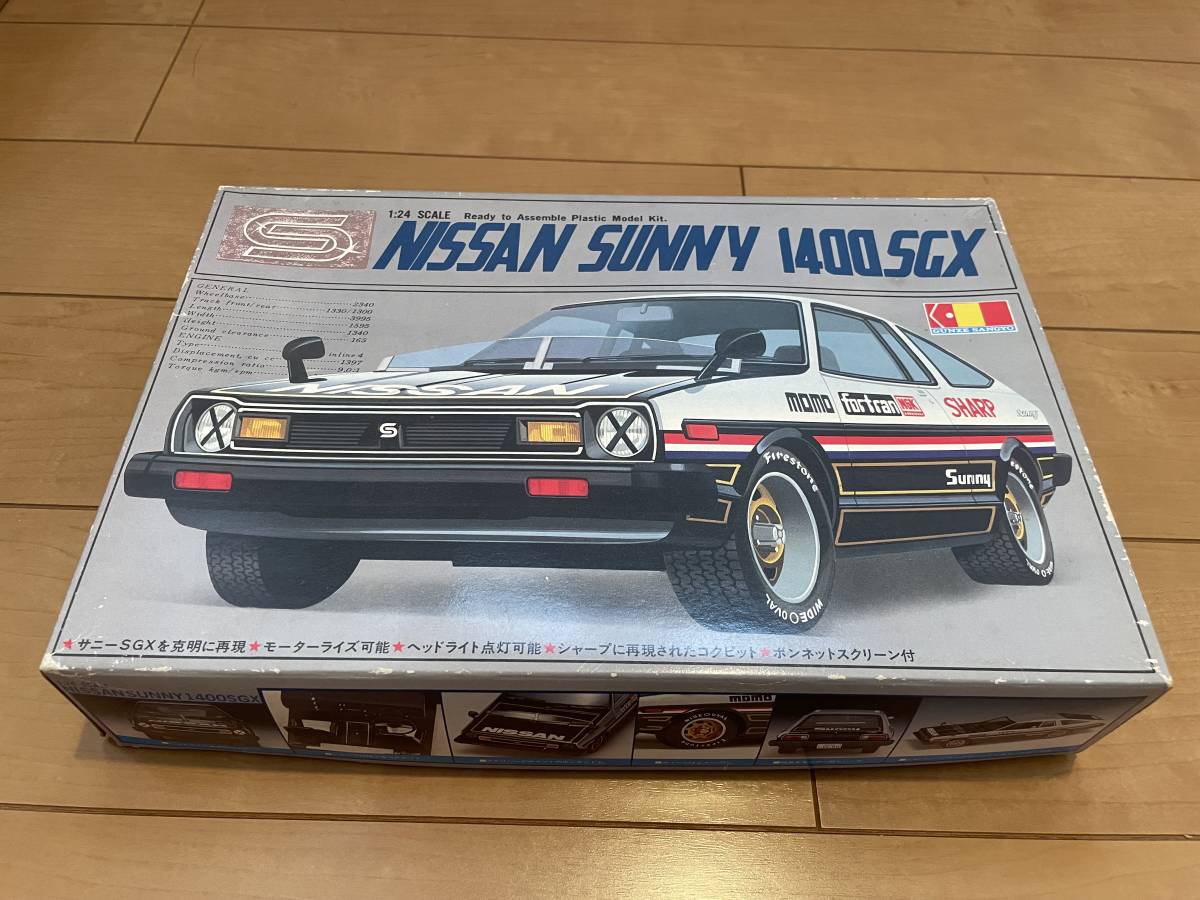 1:24 SCALE Ready to Assemble Plastic Model Kit.
NISSAN SUNNY 1400SGX
GENERAL
Wheelbase 2340
Track front/rear 1330/1300
Length 3995
Width 1595
Height 1340
Ground clearance 165
ENGINE
Type inline 4
Displacement, cu cc 1397
Compression ratio 9.0:1
Torque kgm/rpm
GUNZE SANGYO
NISSAN
S
momo
fortran
NGK
SHARP
Sunny
Sunny
Firestone
WIDE O OVAL
★サニーSGXを克明に再現★モーターライズ可能★ヘッドライト点灯可能★シャープに再現されたコクピット★ボンネットスクリーン付
NISSAN SUNNY 1400SGX
NISSAN
momo
WIDE OVAL